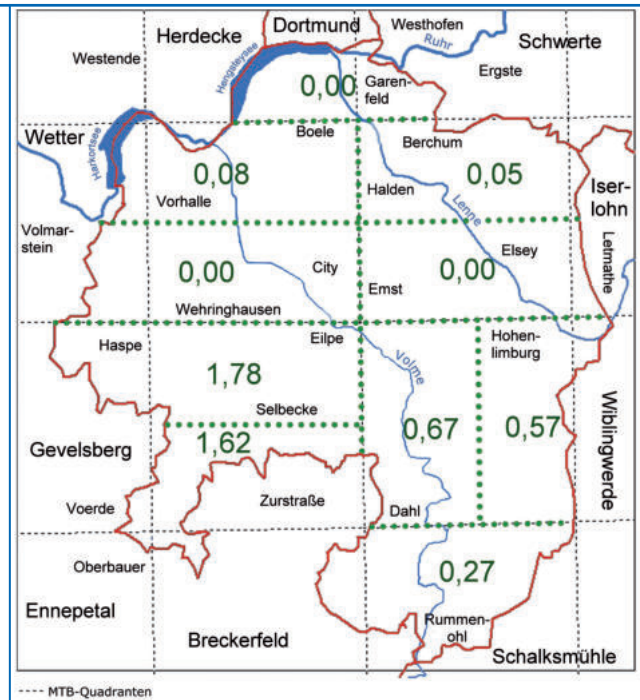 Dortmund
Herdecke
Westhofen
Ruhr
Schwerte
Westende
Hengsteysee
Ergste
0,00
Garen-
feld
Wetter
Boele
Berchum
Harkortsee
0,08
0,05
Iser-
lohn
Vorhalle
Halden
Lenne
Volmar-
stein
Elsey
Letmathe
0,00
City
0,00
Emst
Wehringhausen
Haspe
Eilpe
Hohen-
limburg
Volme
1,78
Selbecke
0,67
0,57
Wiblingwerde
Gevelsberg
1,62
Voerde
Zurstraße
Dahl
Oberbauer
0,27
Ennepetal
Rummen-
ohl
Breckerfeld
Schalksmühle
---- MTB-Quadranten